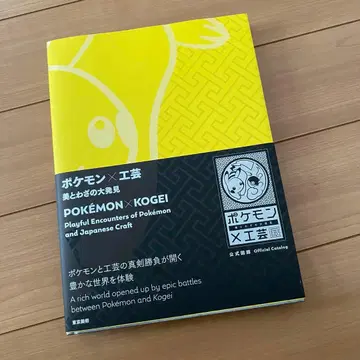 ポケモン×工芸
美とわざの大発見
POKÉMON×KOGEI
Playful Encounters of Pokémon
and Japanese Craft
ポケモン
×工芸展
公式図録 Official Catalog
ポケモンと工芸の真剣勝負が開く
豊かな世界を体験
A rich world opened up by epic battles
between Pokémon and Kogei
東京美術